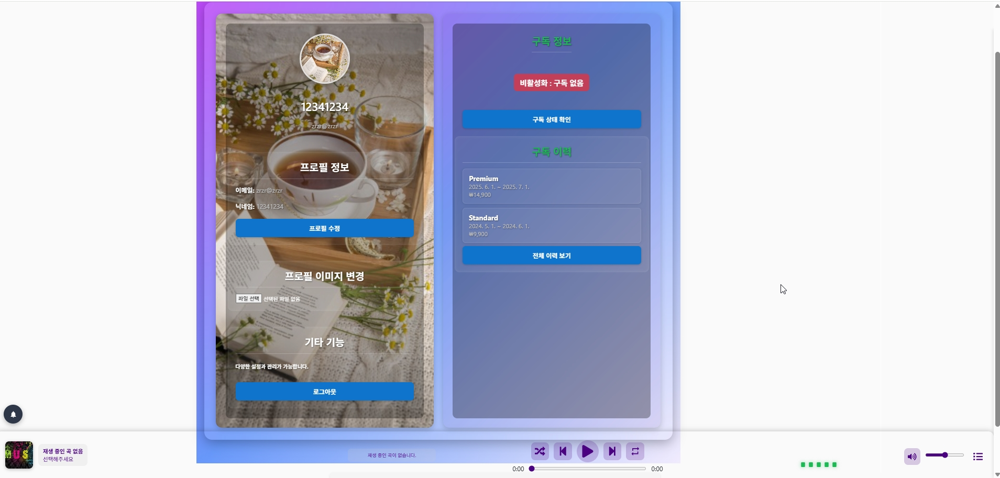 12341234
zrzr@zrzr
프로필 정보
이메일: zrzr@zrzr
닉네임: 12341234
프로필 수정
프로필 이미지 변경
파일 선택 선택된 파일 없음
기타 기능
다양한 설정과 관리가 가능합니다.
로그아웃
구독 정보
비활성화 : 구독 없음
구독 상태 확인
구독 이력
Premium
2025. 6. 1. ~ 2025. 7. 1.
₩14,900
Standard
2024. 5. 1. ~ 2024. 6. 1.
₩9,900
전체 이력 보기
MUS
재생 중인 곡 없음
선택해주세요
재생 중인 곡이 없습니다.
0:00 0:00